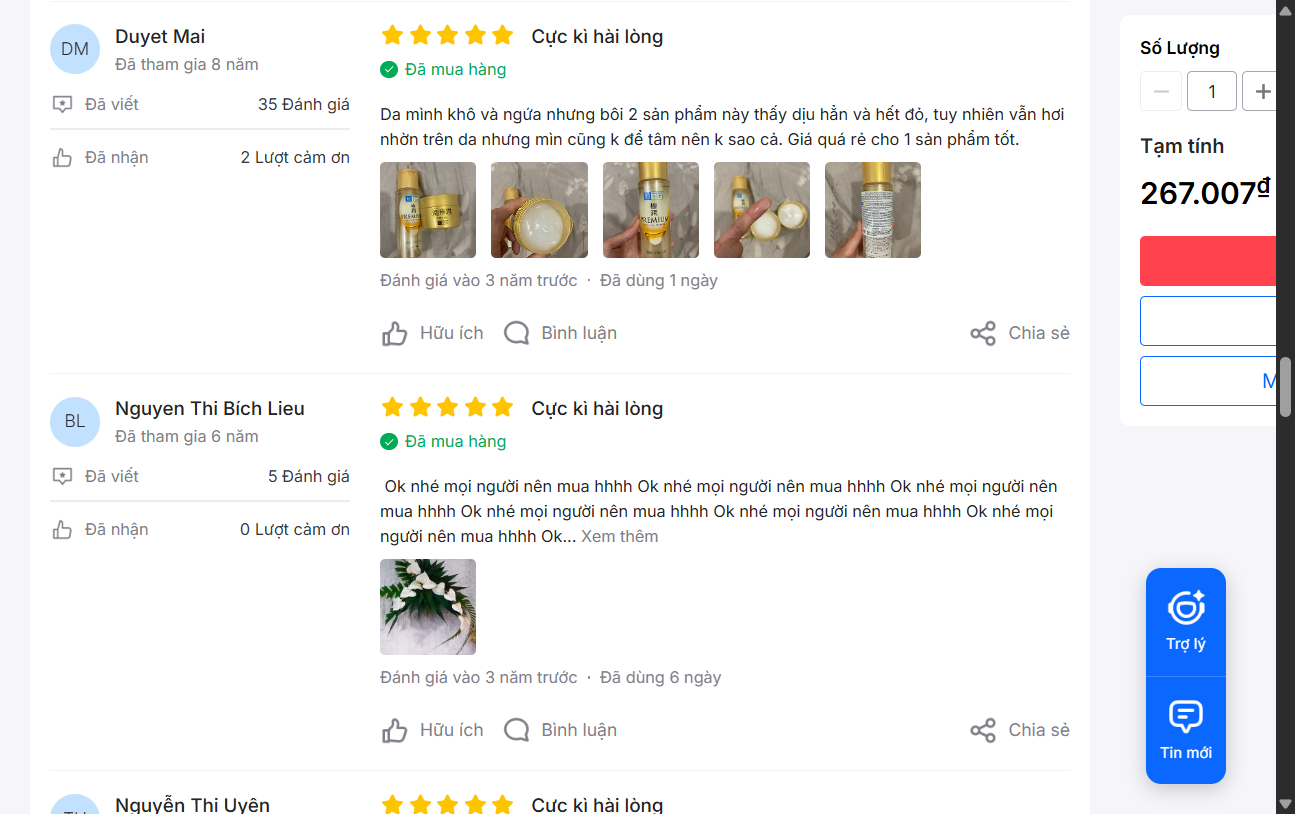 DM
Duyet Mai
Đã tham gia 8 năm
Đã viết
35 Đánh giá
Đã nhận
2 Lượt cảm ơn
Cực kì hài lòng
Đã mua hàng
Da mình khô và ngứa nhưng bôi 2 sản phẩm này thấy dịu hẳn và hết đỏ, tuy nhiên vẫn hơi
nhờn trên da nhưng mìn cũng k để tâm nên k sao cả. Giá quá rẻ cho 1 sản phẩm tốt.
PREMIUM
Đánh giá vào 3 năm trước · Đã dùng 1 ngày
Hữu ích
Bình luận
Chia sẻ
BL
Nguyen Thi Bích Lieu
Đã tham gia 6 năm
Đã viết
5 Đánh giá
Đã nhận
0 Lượt cảm ơn
Cực kì hài lòng
Đã mua hàng
Ok nhé mọi người nên mua hhhh Ok nhé mọi người nên mua hhhh Ok nhé mọi người nên
mua hhhh Ok nhé mọi người nên mua hhhh Ok nhé mọi người nên mua hhhh Ok nhé mọi
người nên mua hhhh Ok... Xem thêm
Đánh giá vào 3 năm trước · Đã dùng 6 ngày
Hữu ích
Bình luận
Chia sẻ
Nguyễn Thi Uyên
Cực kì hài lòng
Số Lượng
1
Tạm tính
267.007₫
M
Trợ lý
Tin mới